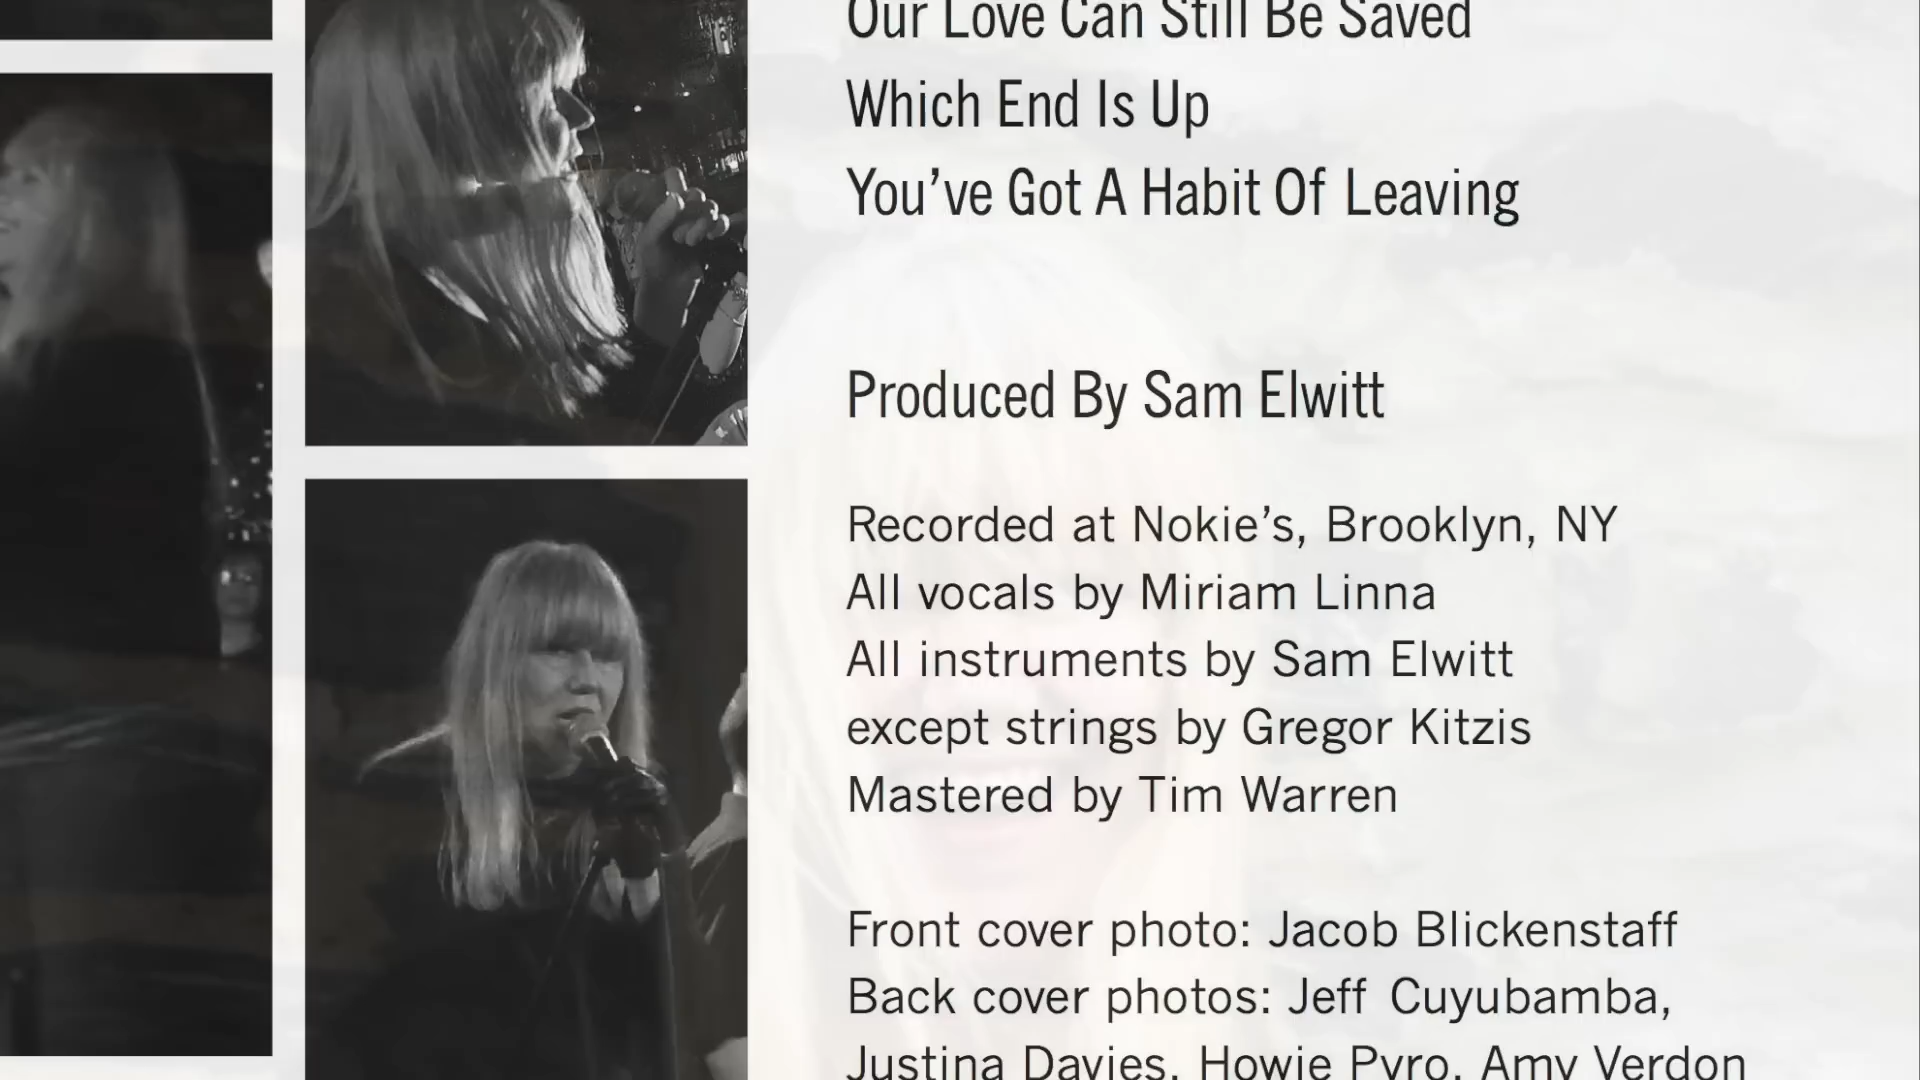 Our Love Can Still Be Saved
Which End Is Up
You’ve Got A Habit Of Leaving
Produced By Sam Elwitt
Recorded at Nokie’s, Brooklyn, NY
All vocals by Miriam Linna
All instruments by Sam Elwitt
except strings by Gregor Kitzis
Mastered by Tim Warren
Front cover photo: Jacob Blickenstaff
Back cover photos: Jeff Cuyubamba,
Justina Davies, Howie Pyro, Amy Verdon